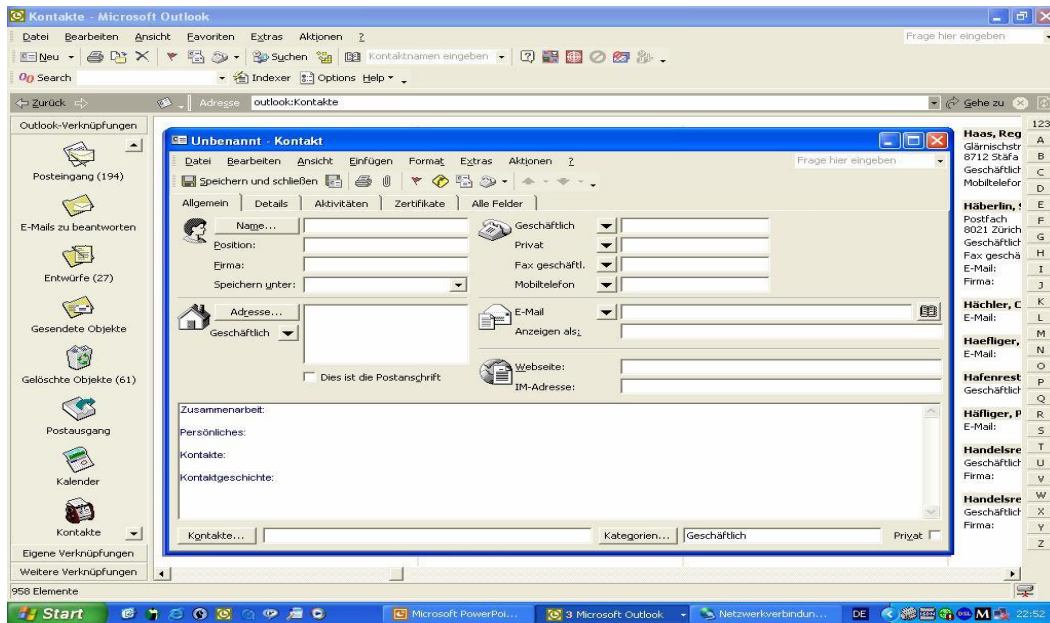 Kontakte - Microsoft Outlook
Datei Bearbeiten Ansicht Favoriten Extras Aktionen ?
Frage hier eingeben
Neu Suchen Kontaktnamen eingeben
Search Indexer Options Help
Zurück Adresse outlook:Kontakte Gehe zu
Outlook-Verknüpfungen
Posteingang (194)
E-Mails zu beantworten
Entwürfe (27)
Gesendete Objekte
Gelöschte Objekte (61)
Postausgang
Kalender
Kontakte
Eigene Verknüpfungen
Weitere Verknüpfungen
958 Elemente
Unbenannt - Kontakt
Datei Bearbeiten Ansicht Einfügen Format Extras Aktionen ?
Frage hier eingeben
Speichern und schließen
Allgemein Details Aktivitäten Zertifikate Alle Felder
Name...
Position:
Firma:
Speichern unter:
Geschäftlich
Privat
Fax geschäftl.
Mobiltelefon
Adresse...
Geschäftlich
Dies ist die Postanschrift
E-Mail
Anzeigen als:
Webseite:
IM-Adresse:
Zusammenarbeit:
Persönliches:
Kontakte:
Kontaktgeschichte:
Kontakte... Kategorien... Geschäftlich Privat
Haas, Reg
Glärnischstr
8712 Stäfa
Geschäftlich
Mobiltelefor
Häberlin,
Postfach
8021 Zürich
Geschäftlich
Fax geschä
E-Mail:
Firma:
Hächler, C
E-Mail:
Haefliger,
E-Mail:
Hafenrest
Geschäftlich
Häfliger, P
E-Mail:
Handelsre
Geschäftlich
Firma:
Handelsre
Geschäftlich
Firma:
123
A
B
C
D
E
F
G
H
I
J
K
L
M
N
O
P
Q
R
S
T
U
V
W
X
Y
Z
Start Microsoft PowerPoi... 3 Microsoft Outlook Netzwerkverbindun... DE ISDN DSL M 22:52